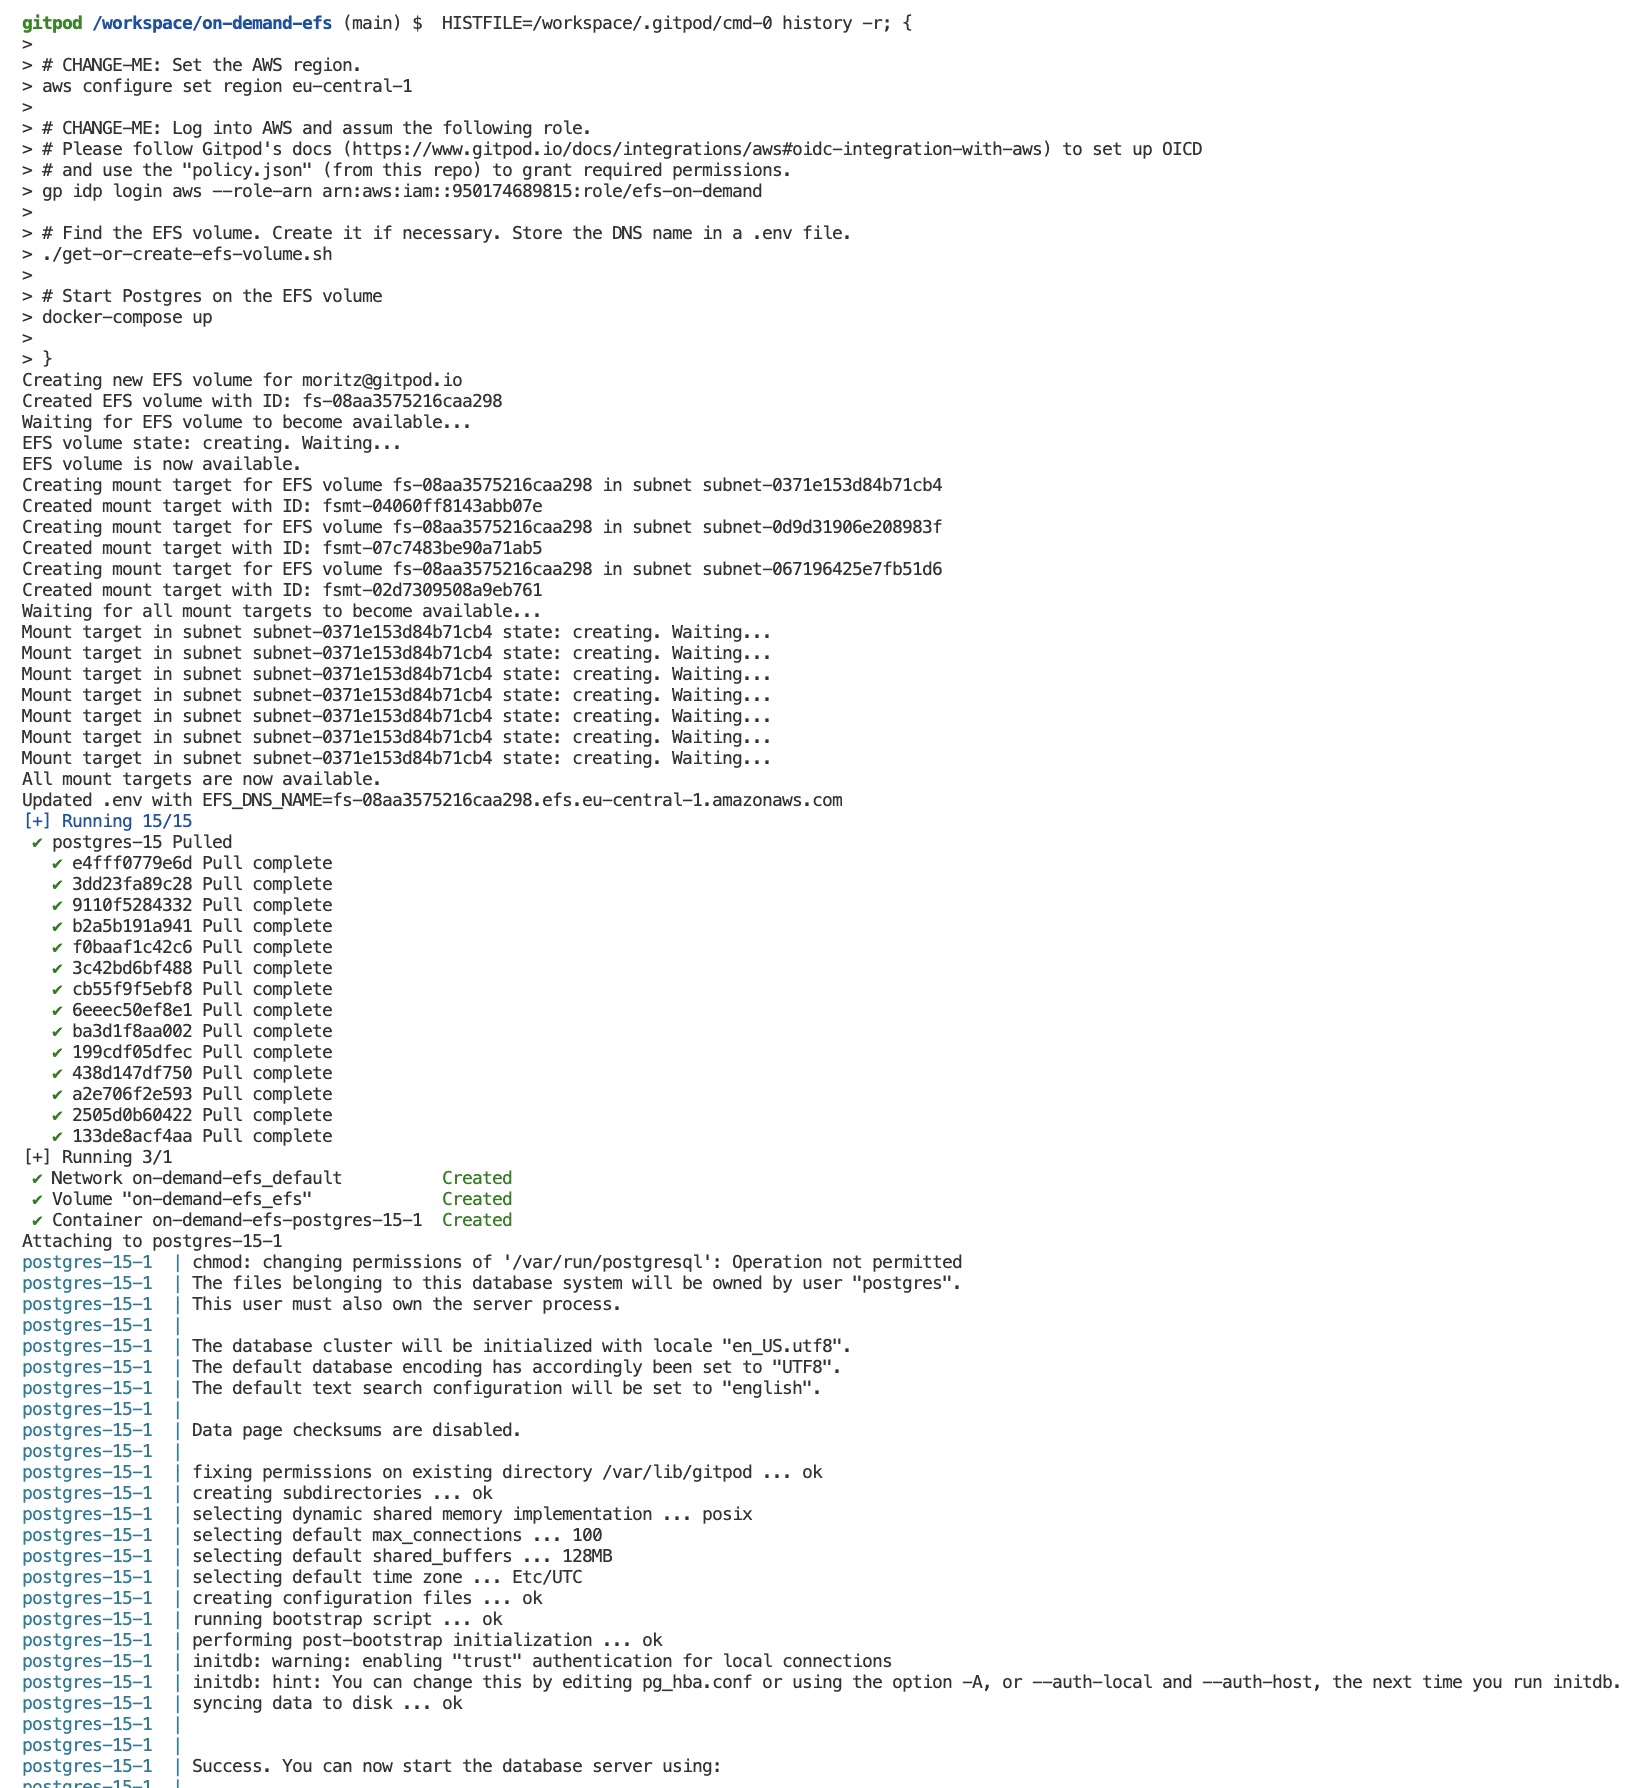 gitpod /workspace/on-demand-efs (main) $  HISTFILE=/workspace/.gitpod/cmd-0 history -r; {
>
> # CHANGE-ME: Set the AWS region.
> aws configure set region eu-central-1
>
> # CHANGE-ME: Log into AWS and assum the following role.
> # Please follow Gitpod's docs (https://www.gitpod.io/docs/integrations/aws#oidc-integration-with-aws) to set up OICD
> # and use the "policy.json" (from this repo) to grant required permissions.
> gp idp login aws --role-arn arn:aws:iam::950174689815:role/efs-on-demand
>
> # Find the EFS volume. Create it if necessary. Store the DNS name in a .env file.
> ./get-or-create-efs-volume.sh
>
> # Start Postgres on the EFS volume
> docker-compose up
>
> }
Creating new EFS volume for moritz@gitpod.io
Created EFS volume with ID: fs-08aa3575216caa298
Waiting for EFS volume to become available...
EFS volume state: creating. Waiting...
EFS volume is now available.
Creating mount target for EFS volume fs-08aa3575216caa298 in subnet subnet-0371e153d84b71cb4
Created mount target with ID: fsmt-04060ff8143abb07e
Creating mount target for EFS volume fs-08aa3575216caa298 in subnet subnet-0d9d31906e208983f
Created mount target with ID: fsmt-07c7483be90a71ab5
Creating mount target for EFS volume fs-08aa3575216caa298 in subnet subnet-067196425e7fb51d6
Created mount target with ID: fsmt-02d7309508a9eb761
Waiting for all mount targets to become available...
Mount target in subnet subnet-0371e153d84b71cb4 state: creating. Waiting...
Mount target in subnet subnet-0371e153d84b71cb4 state: creating. Waiting...
Mount target in subnet subnet-0371e153d84b71cb4 state: creating. Waiting...
Mount target in subnet subnet-0371e153d84b71cb4 state: creating. Waiting...
Mount target in subnet subnet-0371e153d84b71cb4 state: creating. Waiting...
Mount target in subnet subnet-0371e153d84b71cb4 state: creating. Waiting...
Mount target in subnet subnet-0371e153d84b71cb4 state: creating. Waiting...
All mount targets are now available.
Updated .env with EFS_DNS_NAME=fs-08aa3575216caa298.efs.eu-central-1.amazonaws.com
[+] Running 15/15
 ✔ postgres-15 Pulled
   ✔ e4fff0779e6d Pull complete
   ✔ 3dd23fa89c28 Pull complete
   ✔ 9110f5284332 Pull complete
   ✔ b2a5b191a941 Pull complete
   ✔ f0baaf1c42c6 Pull complete
   ✔ 3c42bd6bf488 Pull complete
   ✔ cb55f9f5ebf8 Pull complete
   ✔ 6eeec50ef8e1 Pull complete
   ✔ ba3d1f8aa002 Pull complete
   ✔ 199cdf05dfec Pull complete
   ✔ 438d147df750 Pull complete
   ✔ a2e706f2e593 Pull complete
   ✔ 2505d0b60422 Pull complete
   ✔ 133de8acf4aa Pull complete
[+] Running 3/1
 ✔ Network on-demand-efs_default          Created
 ✔ Volume "on-demand-efs_efs"             Created
 ✔ Container on-demand-efs-postgres-15-1  Created
Attaching to postgres-15-1
postgres-15-1  | chmod: changing permissions of '/var/run/postgresql': Operation not permitted
postgres-15-1  | The files belonging to this database system will be owned by user "postgres".
postgres-15-1  | This user must also own the server process.
postgres-15-1  |
postgres-15-1  | The database cluster will be initialized with locale "en_US.utf8".
postgres-15-1  | The default database encoding has accordingly been set to "UTF8".
postgres-15-1  | The default text search configuration will be set to "english".
postgres-15-1  |
postgres-15-1  | Data page checksums are disabled.
postgres-15-1  |
postgres-15-1  | fixing permissions on existing directory /var/lib/gitpod ... ok
postgres-15-1  | creating subdirectories ... ok
postgres-15-1  | selecting dynamic shared memory implementation ... posix
postgres-15-1  | selecting default max_connections ... 100
postgres-15-1  | selecting default shared_buffers ... 128MB
postgres-15-1  | selecting default time zone ... Etc/UTC
postgres-15-1  | creating configuration files ... ok
postgres-15-1  | running bootstrap script ... ok
postgres-15-1  | performing post-bootstrap initialization ... ok
postgres-15-1  | initdb: warning: enabling "trust" authentication for local connections
postgres-15-1  | initdb: hint: You can change this by editing pg_hba.conf or using the option -A, or --auth-local and --auth-host, the next time you run initdb.
postgres-15-1  | syncing data to disk ... ok
postgres-15-1  |
postgres-15-1  |
postgres-15-1  | Success. You can now start the database server using:
postgres-15-1  |